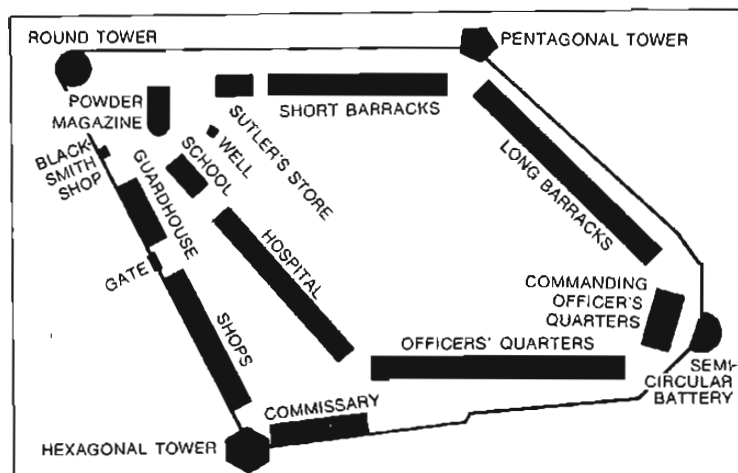 ROUND TOWER
PENTAGONAL TOWER
POWDER
MAGAZINE
SHORT BARRACKS
SUTLER'S STORE
WELL
SCHOOL
BLACK-
SMITH
SHOP
GUARDHOUSE
LONG BARRACKS
GATE
HOSPITAL
SHOPS
COMMANDING
OFFICER'S
QUARTERS
OFFICERS' QUARTERS
SEMI-
CIRCULAR
BATTERY
COMMISSARY
HEXAGONAL TOWER